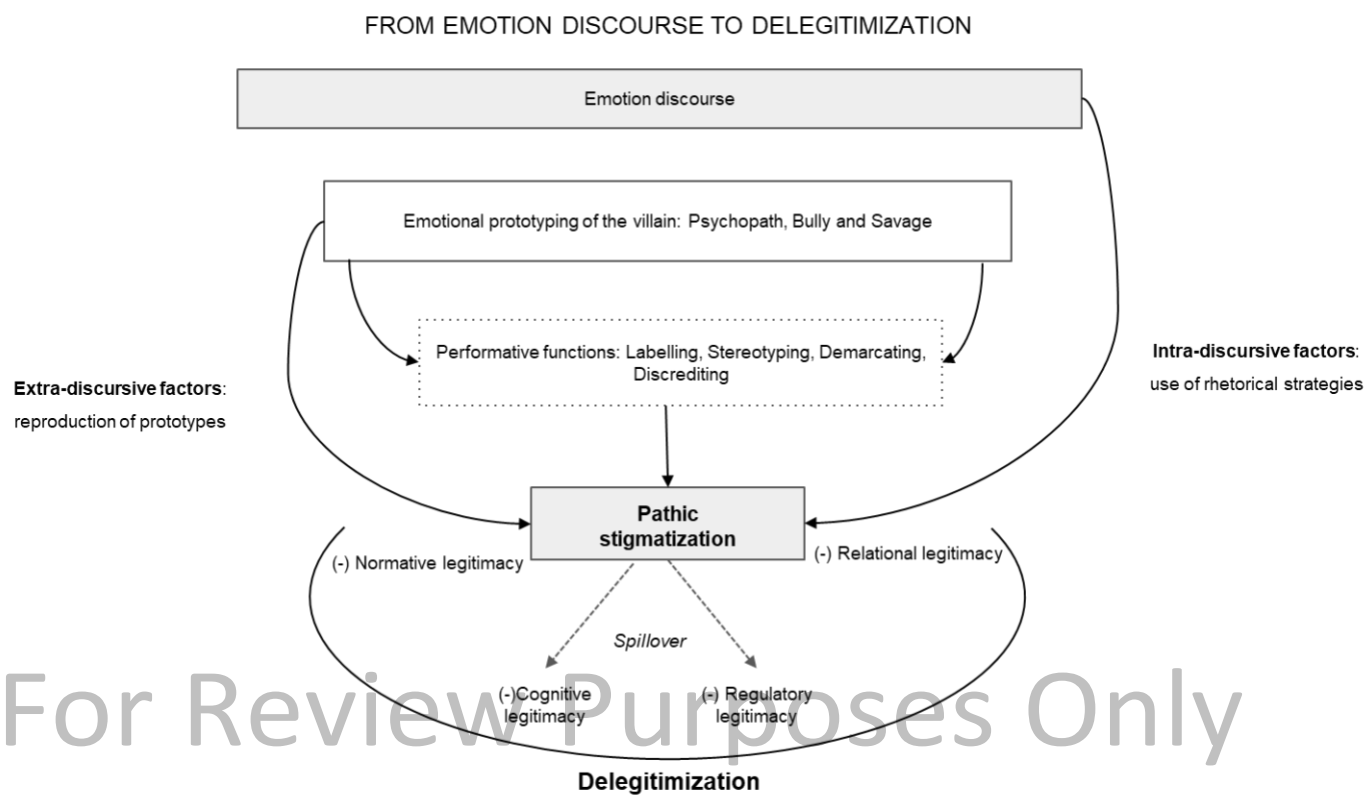 FROM EMOTION DISCOURSE TO DELEGITIMIZATION
Emotion discourse
Emotional prototyping of the villain:  Psychopath, Bully and Savage
Performative functions: Labelling, Stereotyping, Demarcating,
Discrediting
Extra-discursive factors:
reproduction of prototypes
Intra-discursive factors:
use of rhetorical strategies
Pathic
stigmatization
(-) Normative legitimacy
(-) Relational legitimacy
Spillover
(-)Cognitive
legitimacy
(-) Regulatory
legitimacy
For Review Purposes Only
Delegitimization